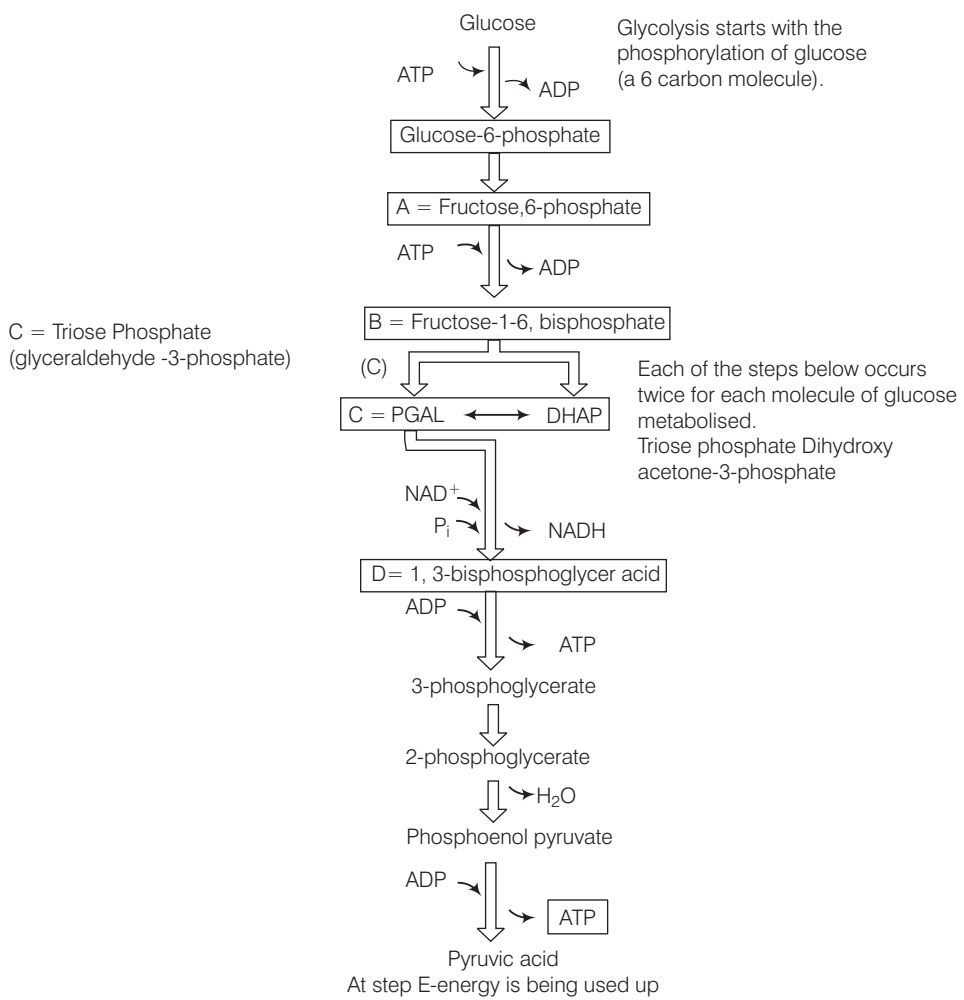 Glucose
Glycolysis starts with the
phosphorylation of glucose
(a 6 carbon molecule).
ATP
ADP
Glucose-6-phosphate
A = Fructose,6-phosphate
ATP
ADP
B = Fructose-1-6, bisphosphate
C = Triose Phosphate
(glyceraldehyde -3-phosphate)
(C)
Each of the steps below occurs
twice for each molecule of glucose
metabolised.
Triose phosphate Dihydroxy
acetone-3-phosphate
C = PGAL DHAP
NAD+
Pi
NADH
D= 1, 3-bisphosphoglycer acid
ADP
ATP
3-phosphoglycerate
2-phosphoglycerate
H2O
Phosphoenol pyruvate
ADP
ATP
Pyruvic acid
At step E-energy is being used up